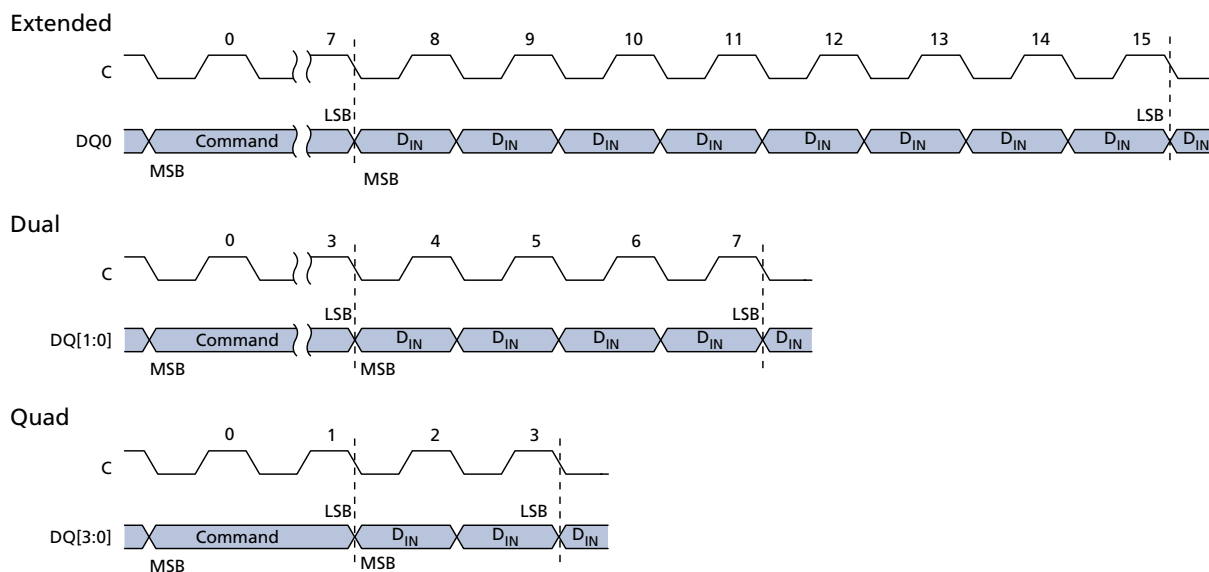 Extended
0 7 8 9 10 11 12 13 14 15
C
LSB LSB
DQ0 Command DIN DIN DIN DIN DIN DIN DIN DIN DIN
MSB MSB
Dual
0 3 4 5 6 7
C
LSB LSB
DQ[1:0] Command DIN DIN DIN DIN DIN
MSB MSB
Quad
0 1 2 3
C
LSB LSB
DQ[3:0] Command DIN DIN DIN
MSB MSB